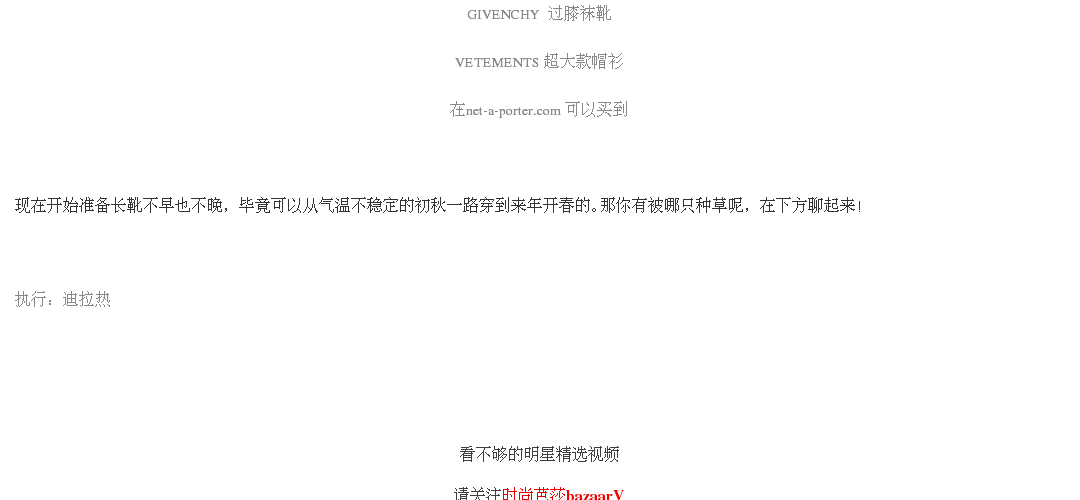 GIVENCHY 过膝袜靴
VETEMENTS 超大款帽衫
在net-a-porter.com 可以买到
现在开始准备长靴不早也不晚，毕竟可以从气温不稳定的初秋一路穿到来年开春的。那你有被哪只种草呢，在下方聊起来！
执行：迪拉热
看不够的明星精选视频
请关注时尚芭莎bazaarV